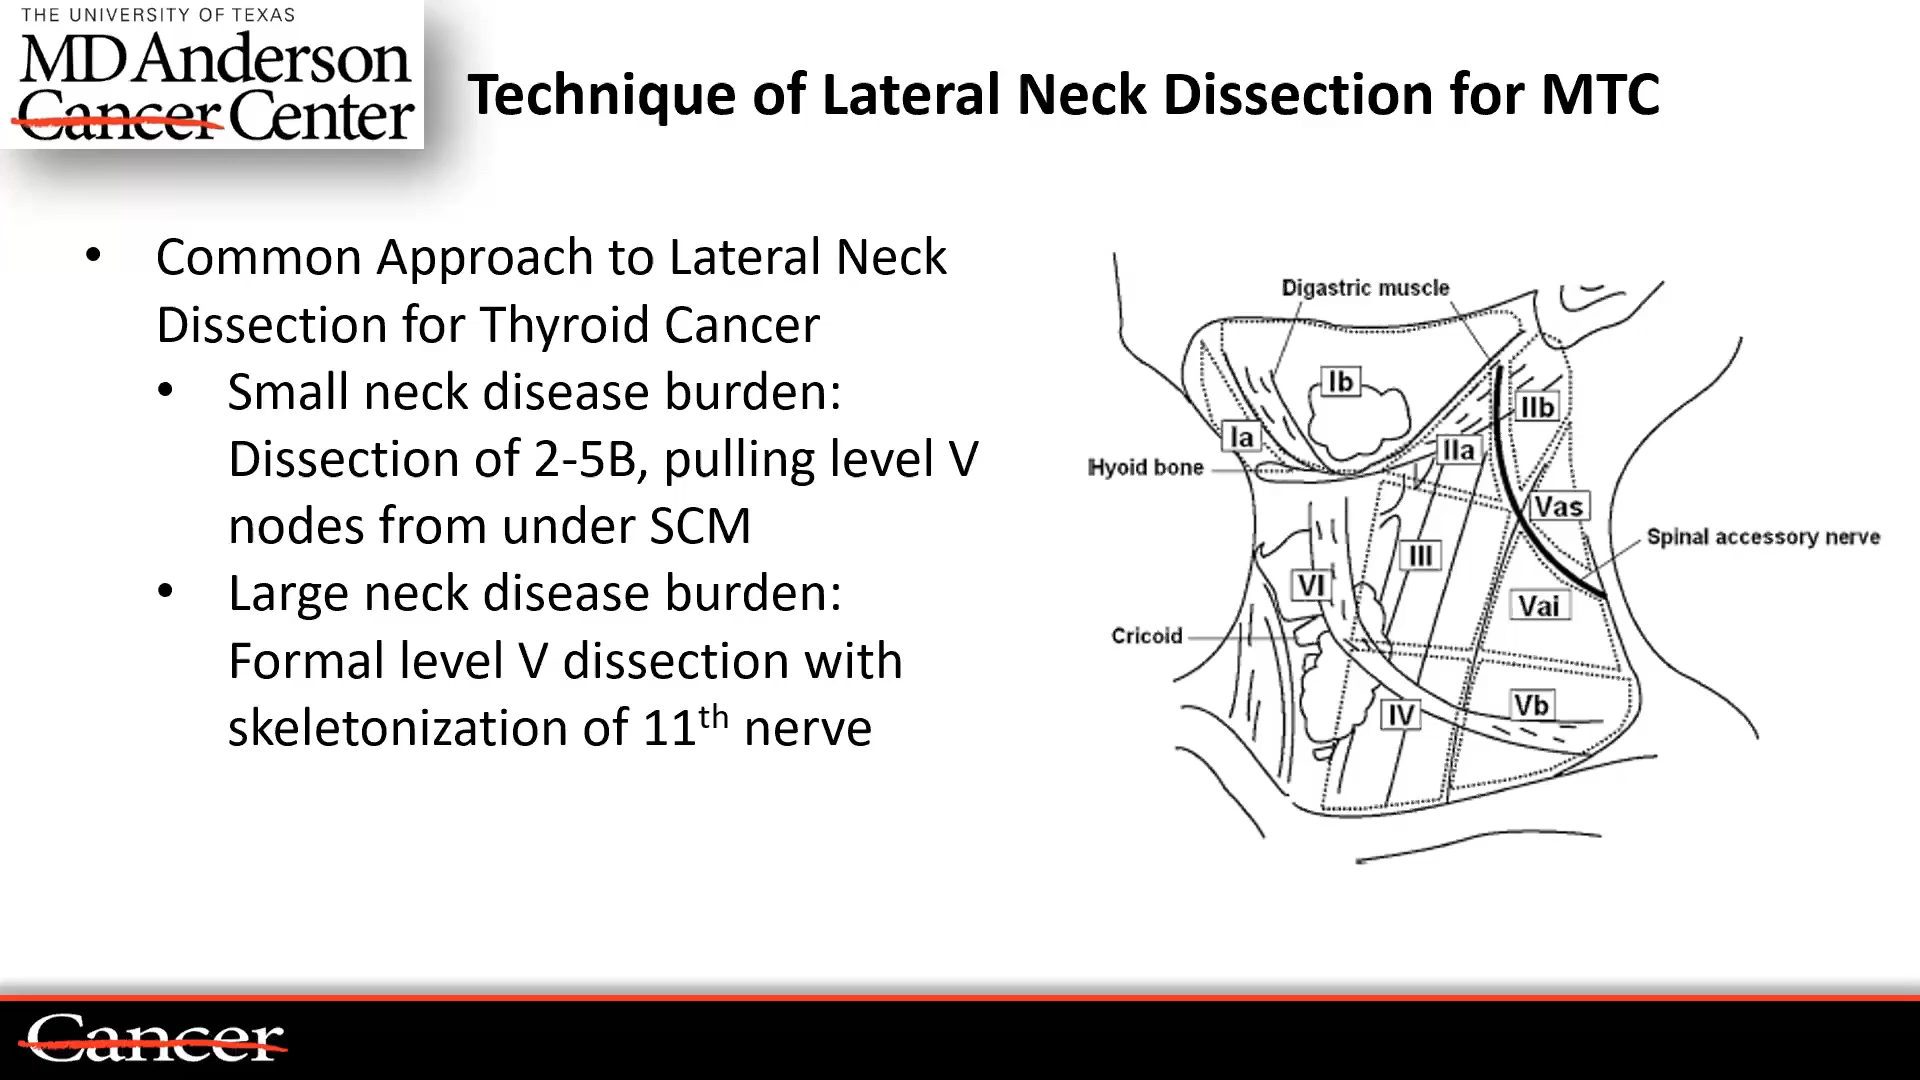 THE UNIVERSITY OF TEXAS
MD Anderson
Cancer Center
Technique of Lateral Neck Dissection for MTC
• Common Approach to Lateral Neck
Dissection for Thyroid Cancer
• Small neck disease burden:
Dissection of 2-5B, pulling level V
nodes from under SCM
• Large neck disease burden:
Formal level V dissection with
skeletonization of 11th nerve
Digastric muscle
Ib
IIb
Ia
IIa
Hyoid bone
Vas
Spinal accessory nerve
III
VI
Vai
Cricoid
Vb
IV
Cancer